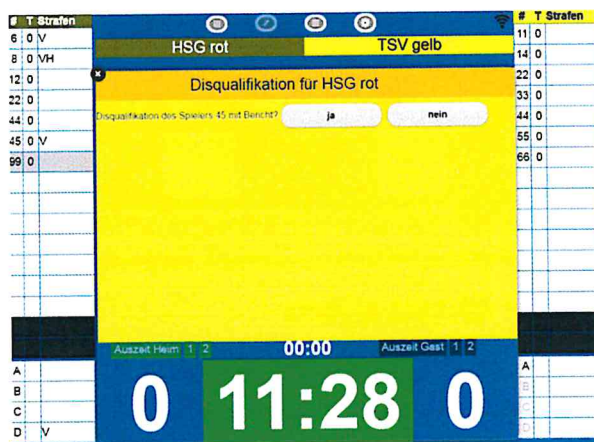 # T Strafen
6 0 V
8 0 VH
12 0
22 0
44 0
45 0 V
99 0
A
B
C
D V
HSG rot TSV gelb
Disqualifikation für HSG rot
Disqualifikation des Spielers 45 mit Bericht? ja nein
Auszeit Heim 1 2 00:00 Auszeit Gast 1 2
0 11:28 0
# T Strafen
11 0
14 0
22 0
33 0
44 0
55 0
66 0
A
B
C
D